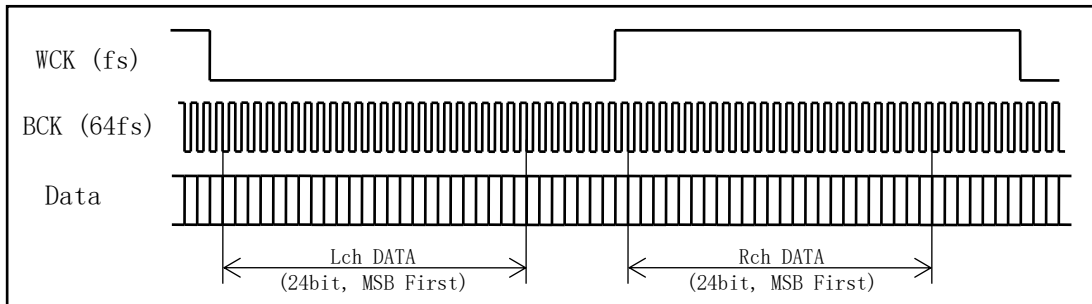 WCK (fs)
BCK (64fs)
Data
Lch DATA
(24bit, MSB First)
Rch DATA
(24bit, MSB First)